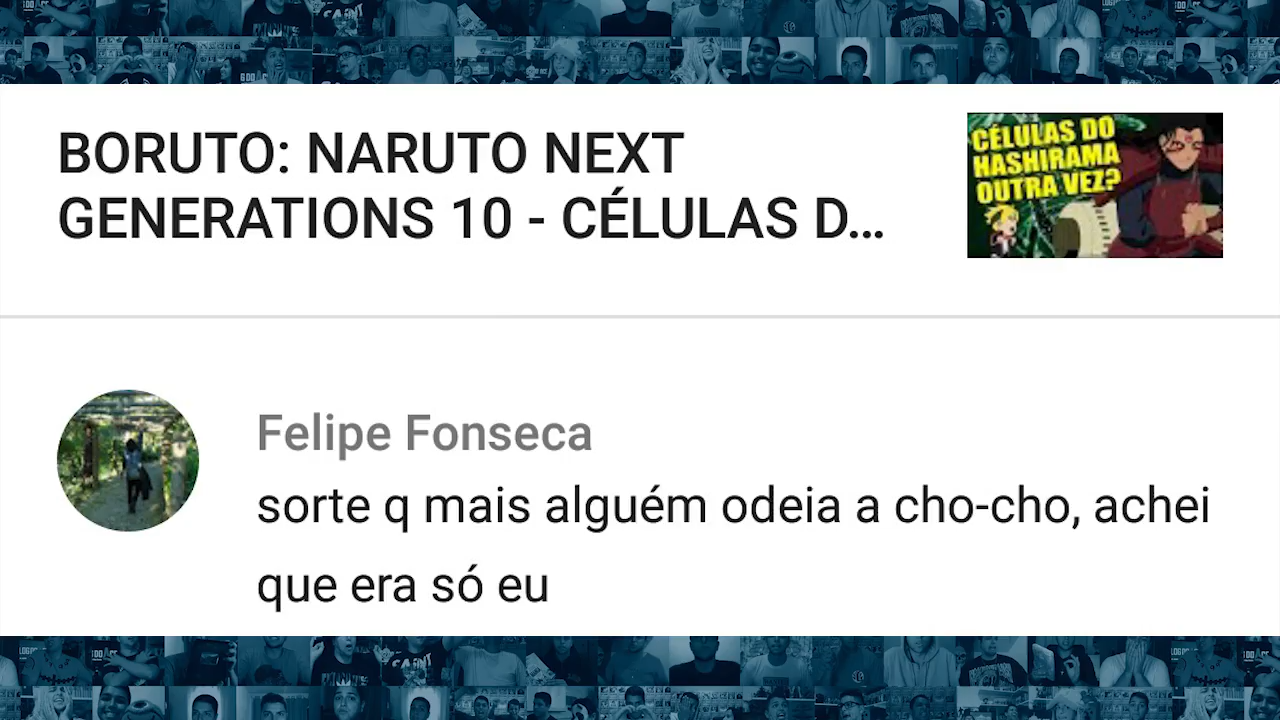 BORUTO: NARUTO NEXT
GENERATIONS 10 - CÉLULAS D...
CÉLULAS DO
HASHIRAMA
OUTRA VEZ?
Felipe Fonseca
sorte q mais alguém odeia a cho-cho, achei
que era só eu